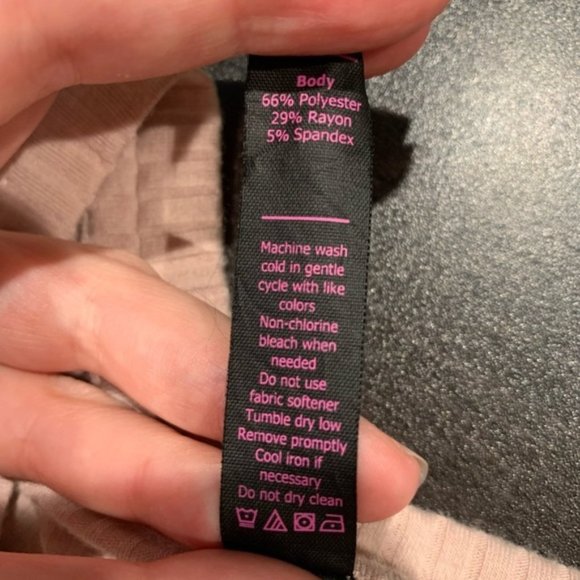 Body
66% Polyester
29% Rayon
5% Spandex
Machine wash
cold in gentle
cycle with like
colors
Non-chlorine
bleach when
needed
Do not use
fabric softener
Tumble dry low
Remove promptly
Cool iron if
necessary
Do not dry clean